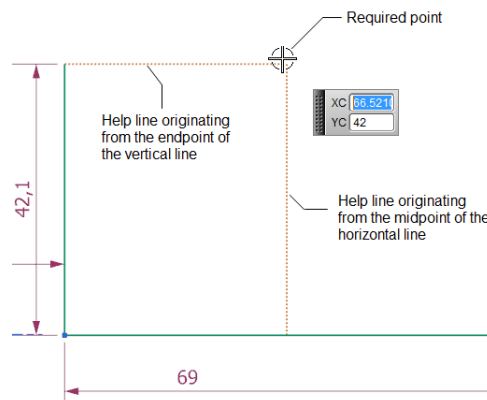 Required point
Help line originating
from the endpoint of
the vertical line
XC 66.521
YC 42
42,1
Help line originating
from the midpoint of the
horizontal line
69